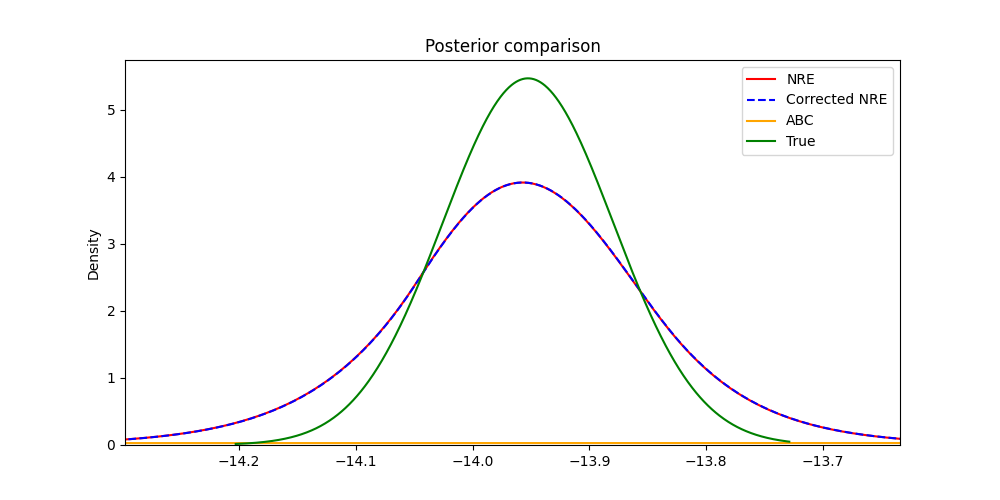 Posterior comparison
NRE
Corrected NRE
ABC
True
Density
5
4
3
2
1
0
−14.2 −14.1 −14.0 −13.9 −13.8 −13.7